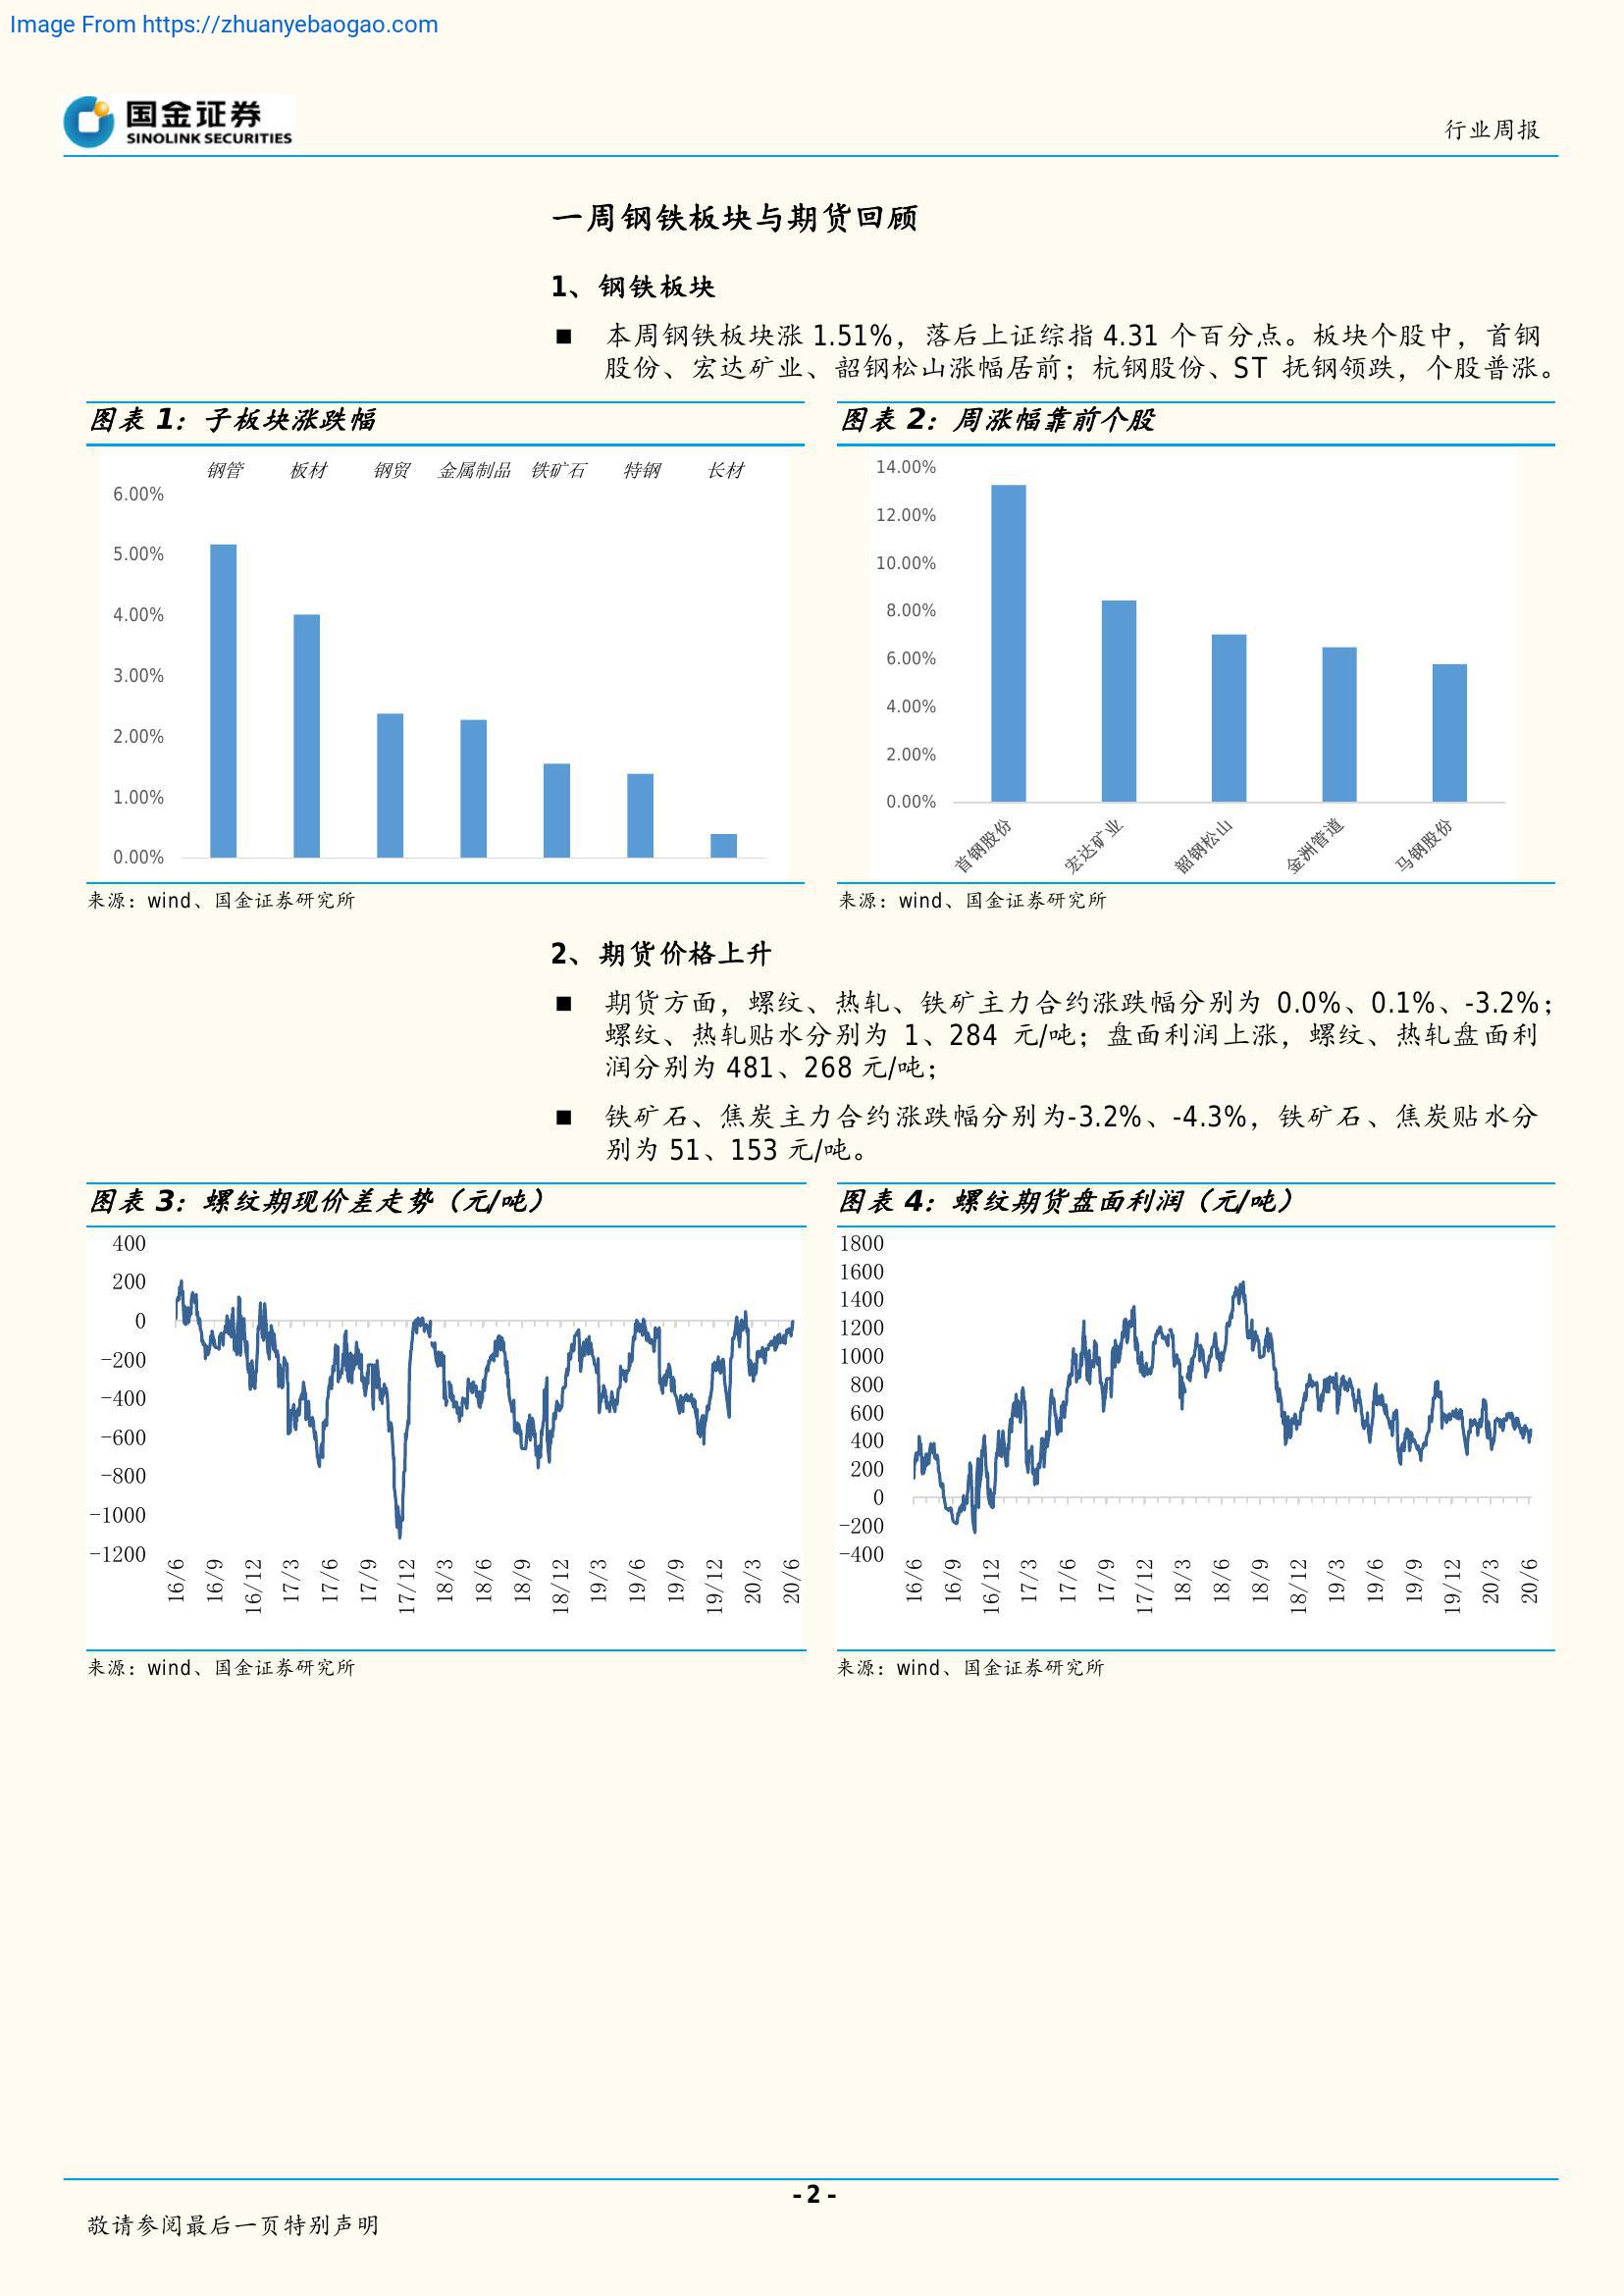 Image From https://zhuanyebaogao.com
国金证券
SINOLINK SECURITIES
行业周报
一周钢铁板块与期货回顾
1、钢铁板块
■ 本周钢铁板块涨 1.51%，落后上证综指 4.31 个百分点。板块个股中，首钢
股份、宏达矿业、韶钢松山涨幅居前；杭钢股份、ST 抚钢领跌，个股普涨。
图表 1：子板块涨跌幅
钢管 板材 钢贸 金属制品 铁矿石 特钢 长材
6.00%
5.00%
4.00%
3.00%
2.00%
1.00%
0.00%
来源：wind、国金证券研究所
图表 2：周涨幅靠前个股
14.00%
12.00%
10.00%
8.00%
6.00%
4.00%
2.00%
0.00%
首钢股份 宏达矿业 韶钢松山 金洲管道 马钢股份
来源：wind、国金证券研究所
2、期货价格上升
■ 期货方面，螺纹、热轧、铁矿主力合约涨跌幅分别为 0.0%、0.1%、-3.2%；
螺纹、热轧贴水分别为 1、284 元/吨；盘面利润上涨，螺纹、热轧盘面利
润分别为 481、268 元/吨；
■ 铁矿石、焦炭主力合约涨跌幅分别为-3.2%、-4.3%，铁矿石、焦炭贴水分
别为 51、153 元/吨。
图表 3：螺纹期现价差走势（元/吨）
400
200
0
-200
-400
-600
-800
-1000
-1200
16/6 16/9 16/12 17/3 17/6 17/9 17/12 18/3 18/6 18/9 18/12 19/3 19/6 19/9 19/12 20/3 20/6
来源：wind、国金证券研究所
图表 4：螺纹期货盘面利润（元/吨）
1800
1600
1400
1200
1000
800
600
400
200
0
-200
-400
16/6 16/9 16/12 17/3 17/6 17/9 17/12 18/3 18/6 18/9 18/12 19/3 19/6 19/9 19/12 20/3 20/6
来源：wind、国金证券研究所
- 2 -
敬请参阅最后一页特别声明